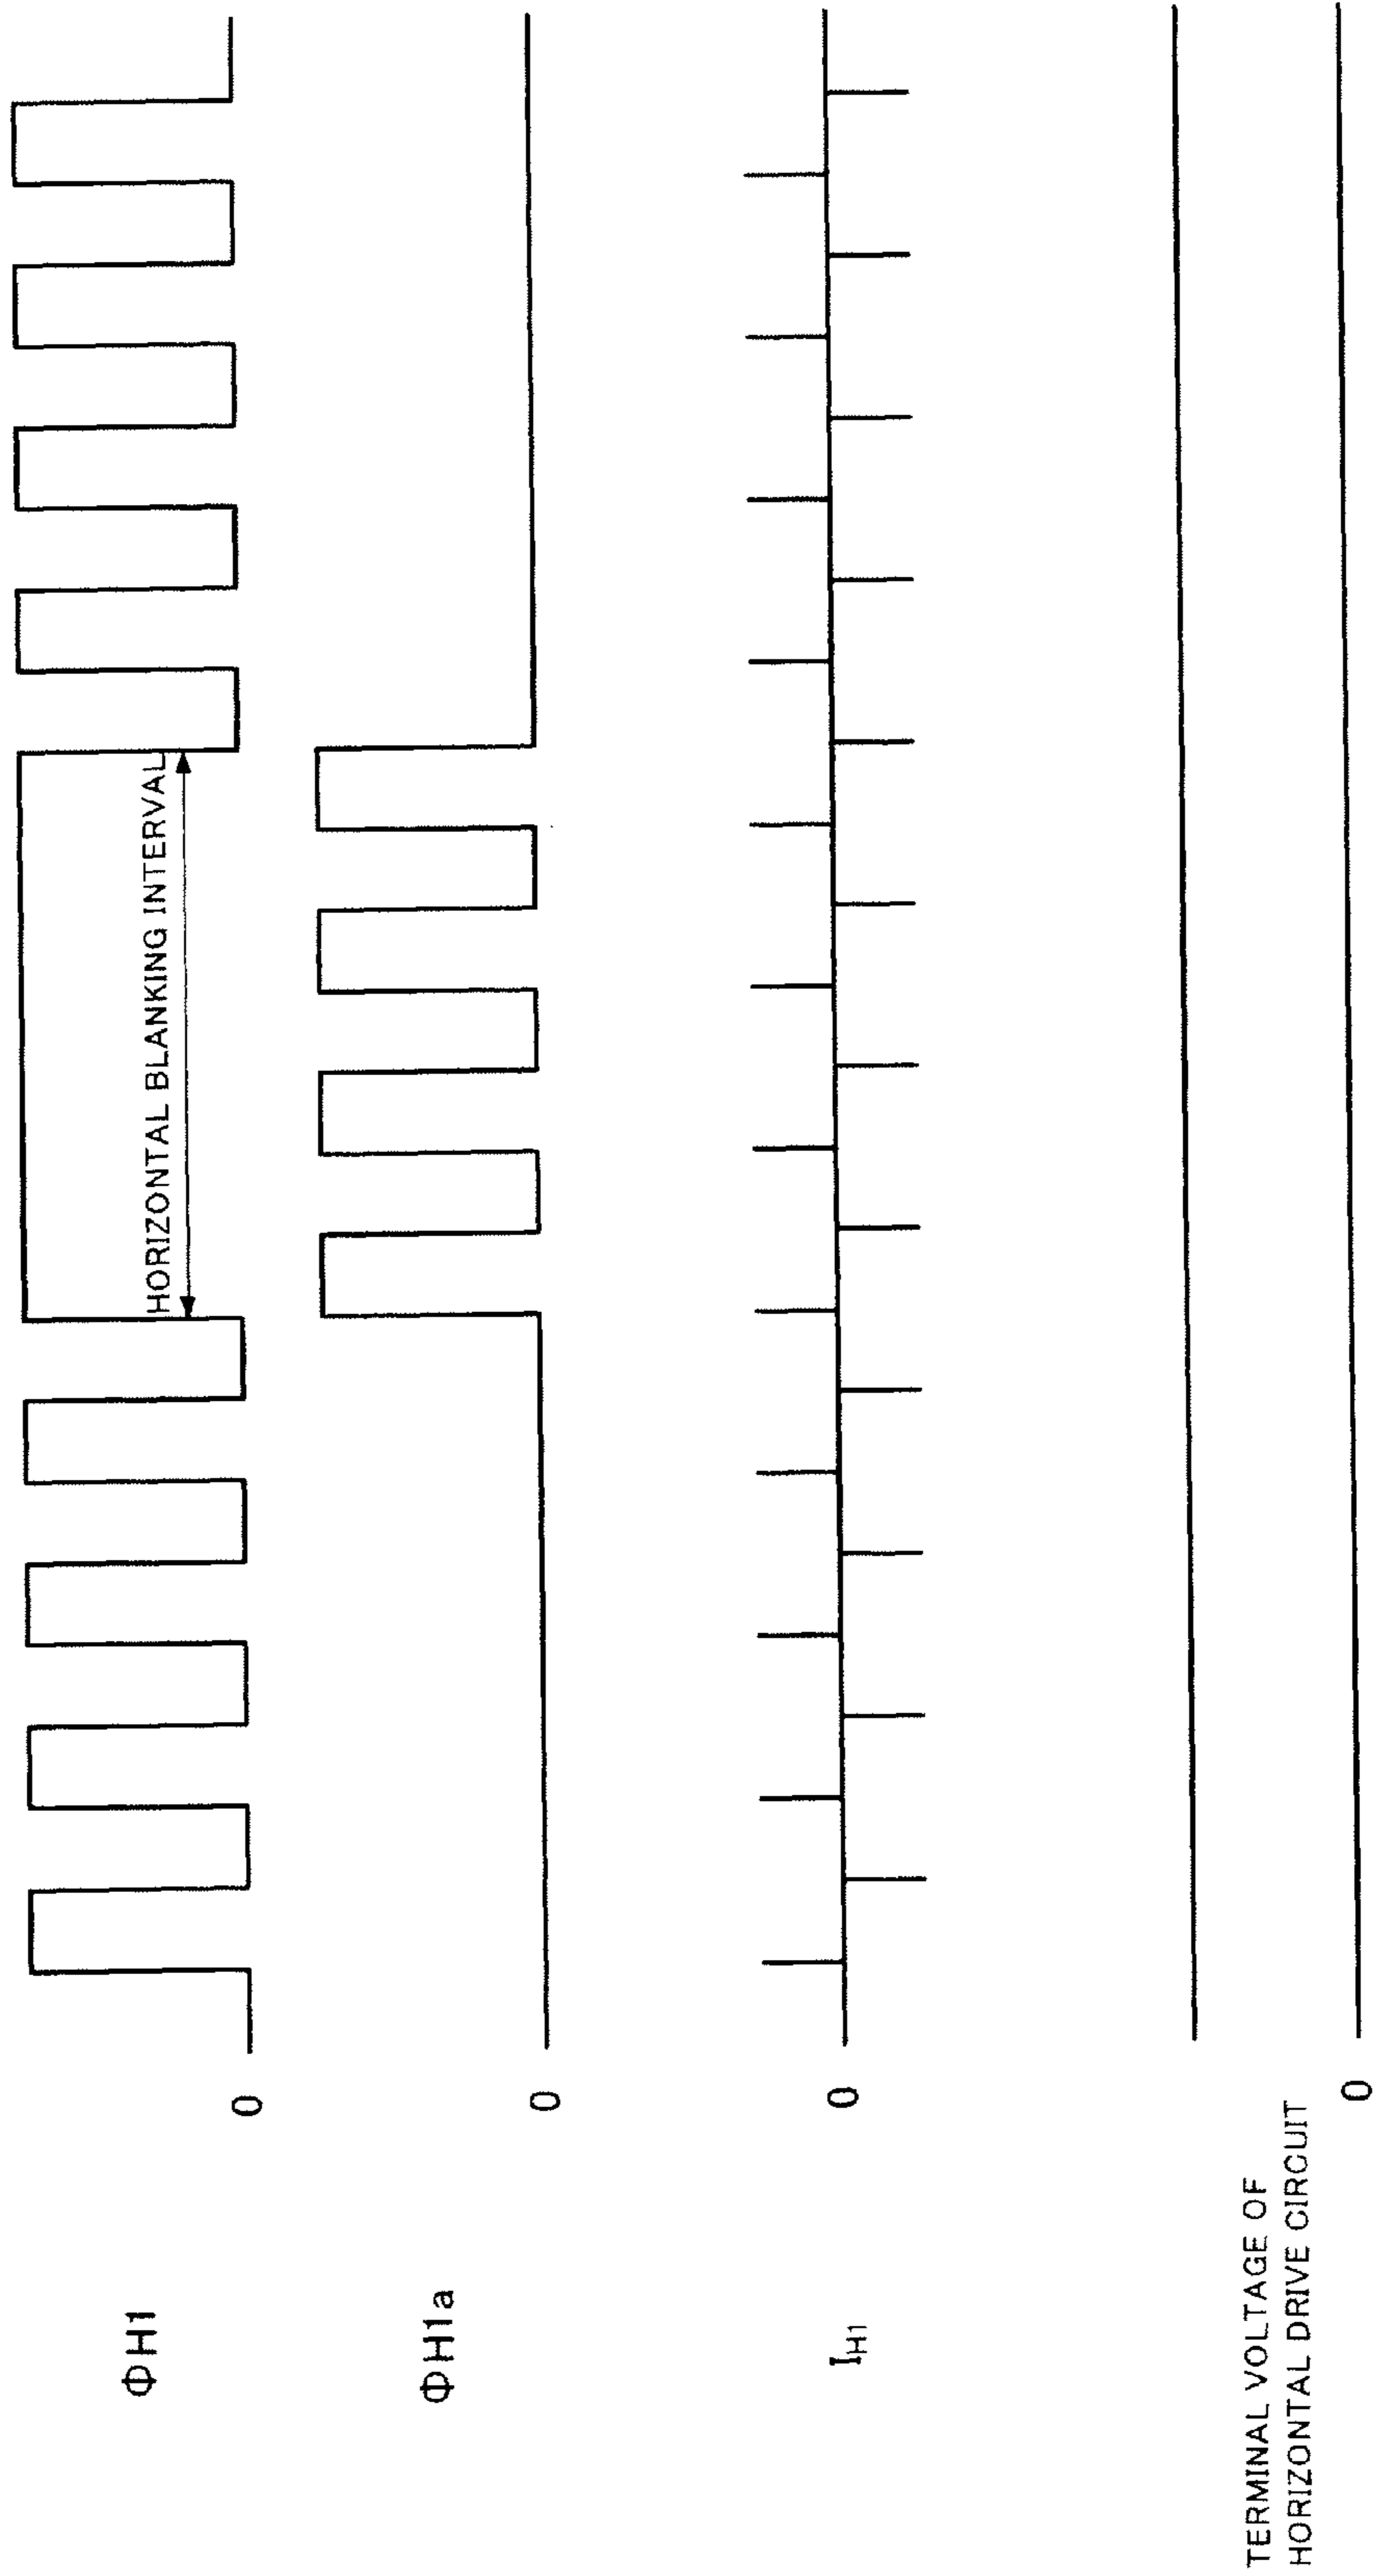 ΦH1
0
HORIZONTAL BLANKING INTERVAL
ΦH1a
0
IH1
0
TERMINAL VOLTAGE OF
HORIZONTAL DRIVE CIRCUIT
0